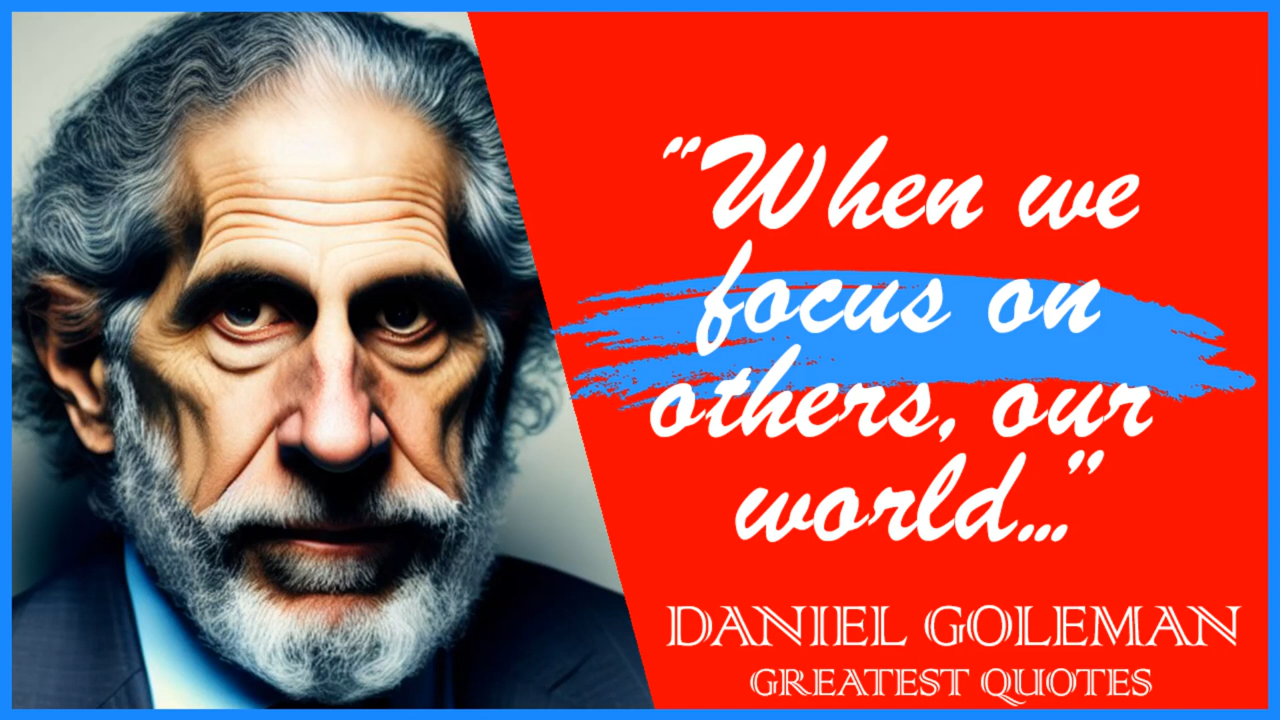 “When we
focus on
others, our
world...”
DANIEL GOLEMAN
GREATEST QUOTES